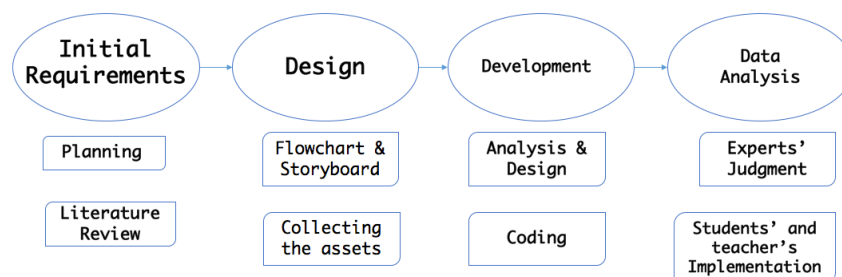 Initial
Requirements
Design
Development
Data
Analysis
Planning
Flowchart &
Storyboard
Analysis &
Design
Experts’
Judgment
Literature
Review
Collecting
the assets
Coding
Students’ and
teacher’s
Implementation